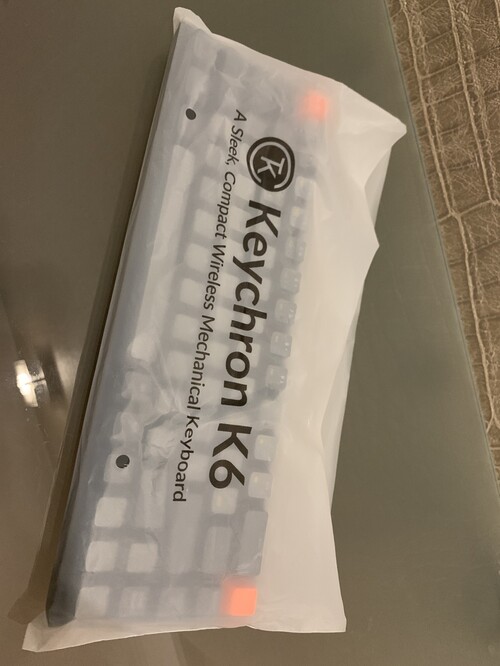 Keychron K6
A Sleek, Compact Wireless Mechanical Keyboard